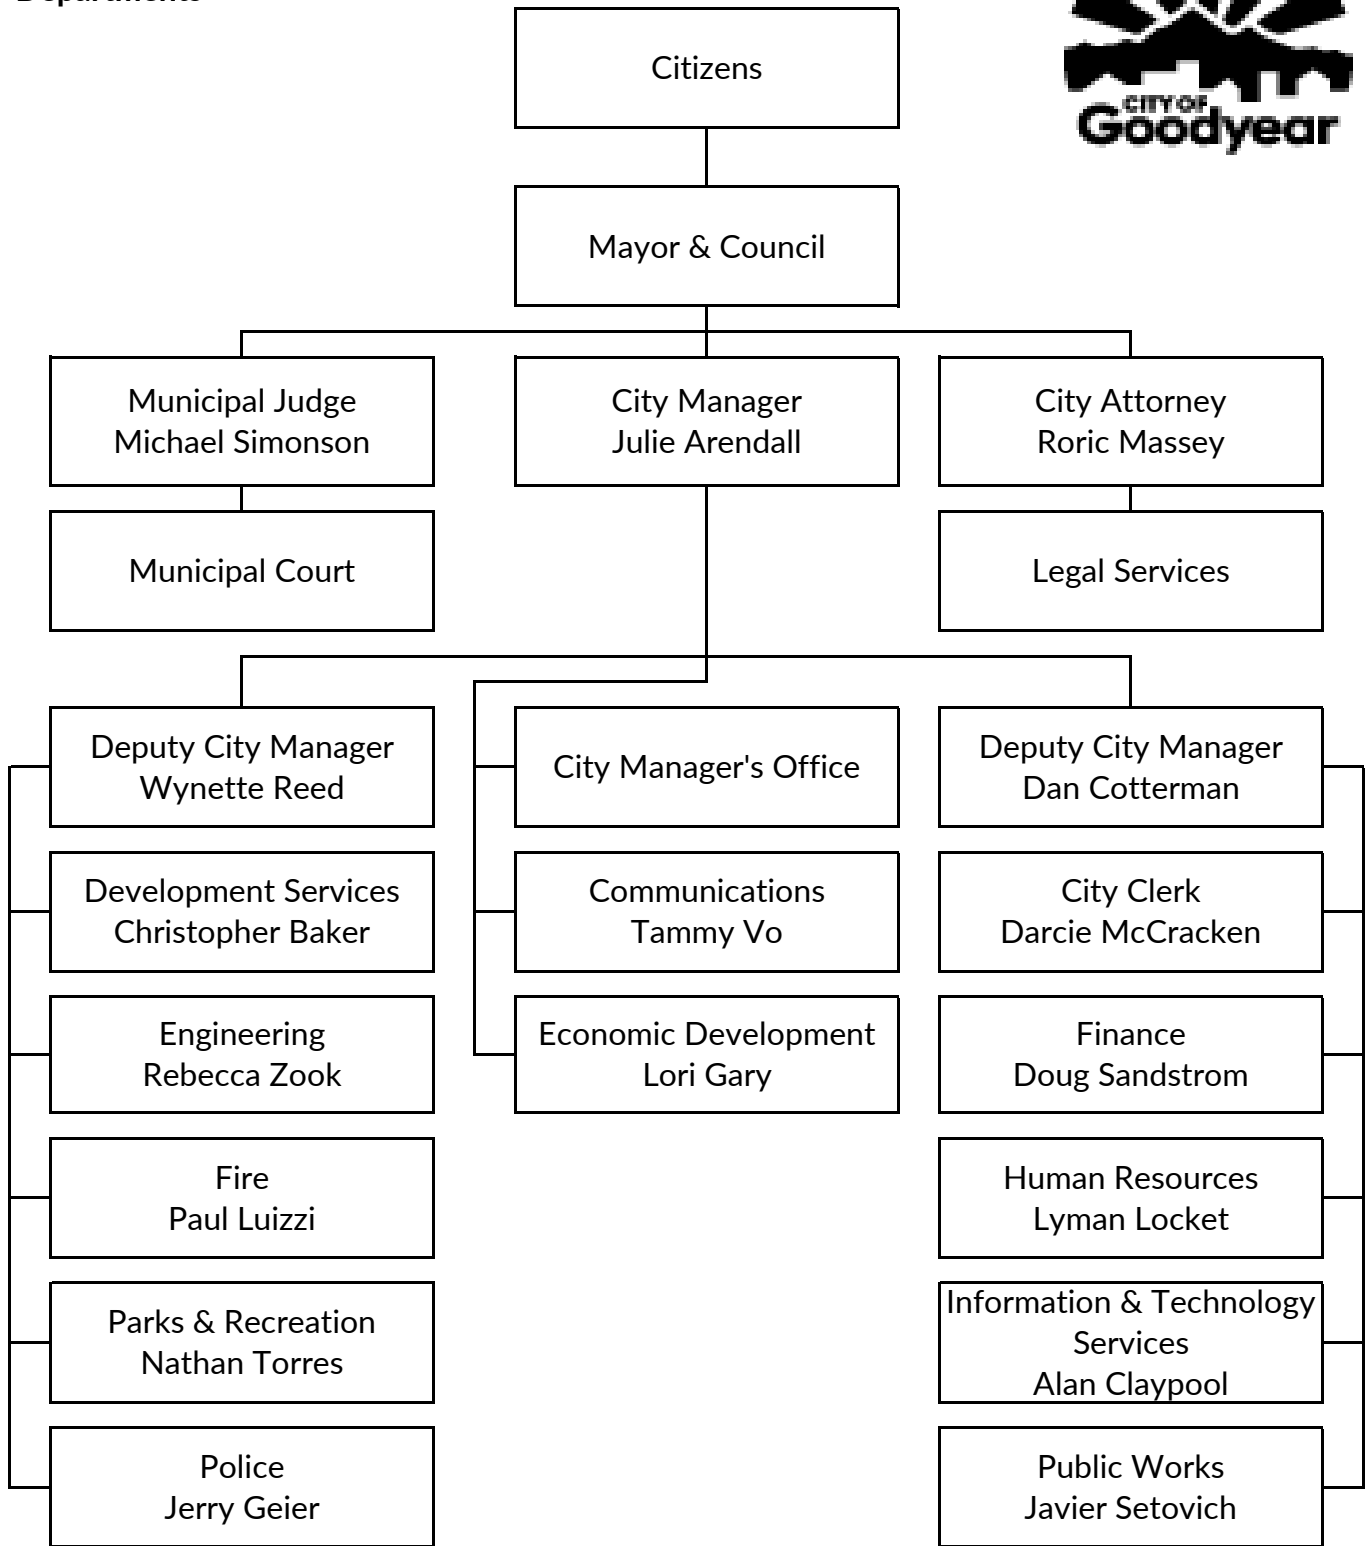 Citizens
CITY OF
Goodyear
Mayor & Council
Municipal Judge
Michael Simonson
City Manager
Julie Arendall
City Attorney
Roric Massey
Municipal Court
Legal Services
Deputy City Manager
Wynette Reed
City Manager's Office
Deputy City Manager
Dan Cotterman
Development Services
Christopher Baker
Communications
Tammy Vo
City Clerk
Darcie McCracken
Engineering
Rebecca Zook
Economic Development
Lori Gary
Finance
Doug Sandstrom
Fire
Paul Luizzi
Human Resources
Lyman Locket
Parks & Recreation
Nathan Torres
Information & Technology
Services
Alan Claypool
Police
Jerry Geier
Public Works
Javier Setovich